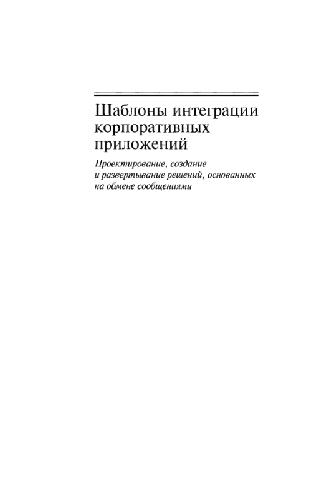 Шаблоны интеграции
корпоративных
приложений
Проектирование, создание
и развертывание решений, основанных
на обмене сообщениями